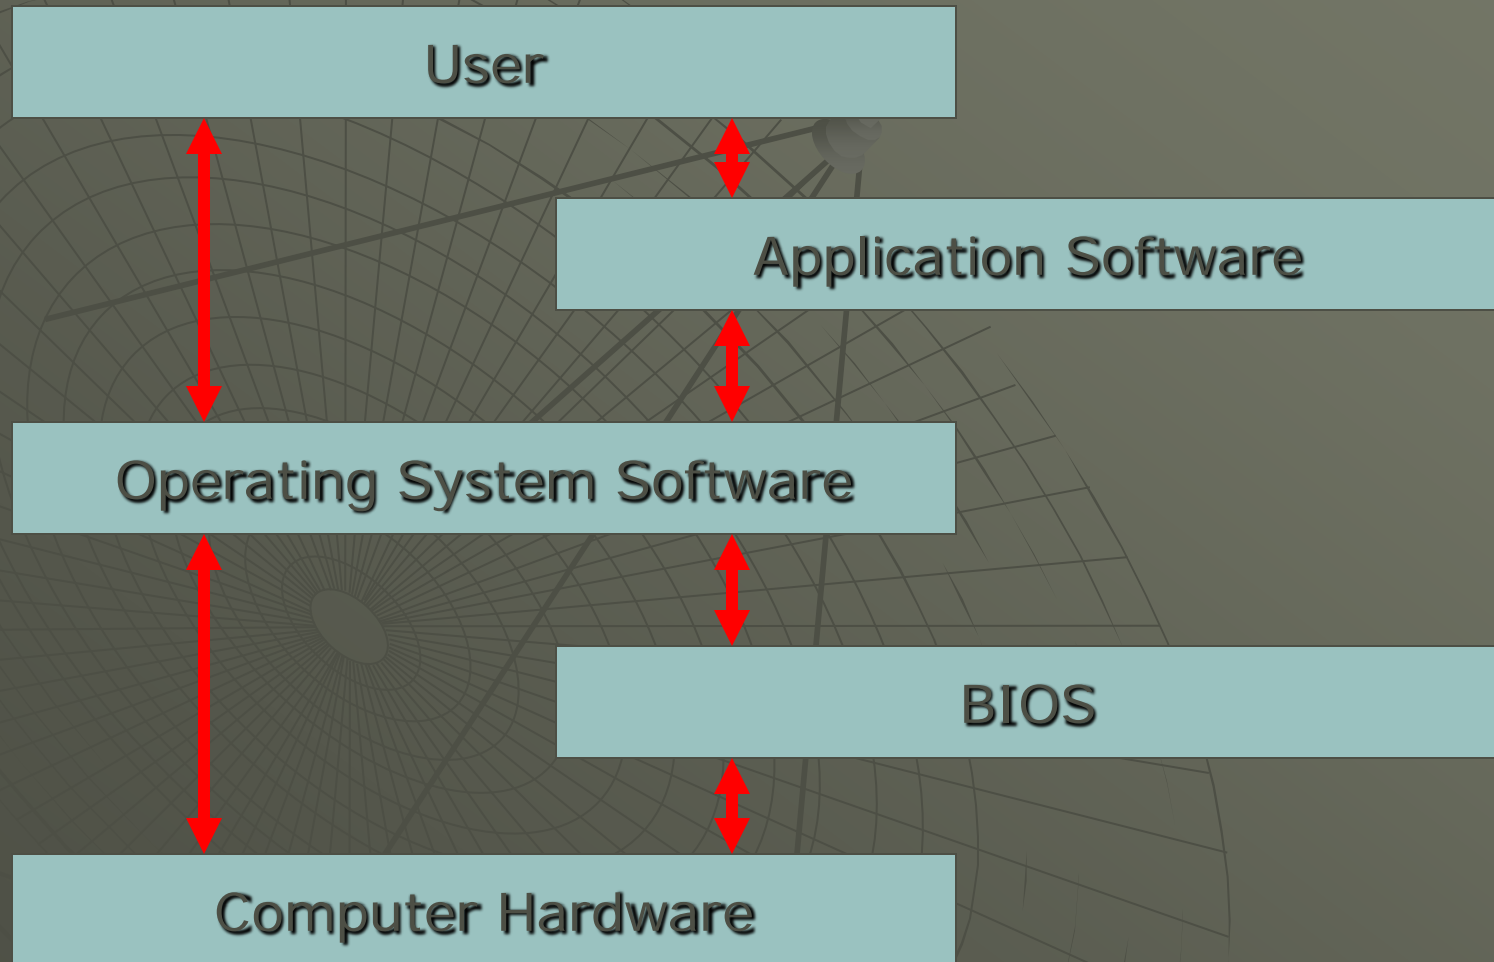 User
Application Software
Operating System Software
BIOS
Computer Hardware